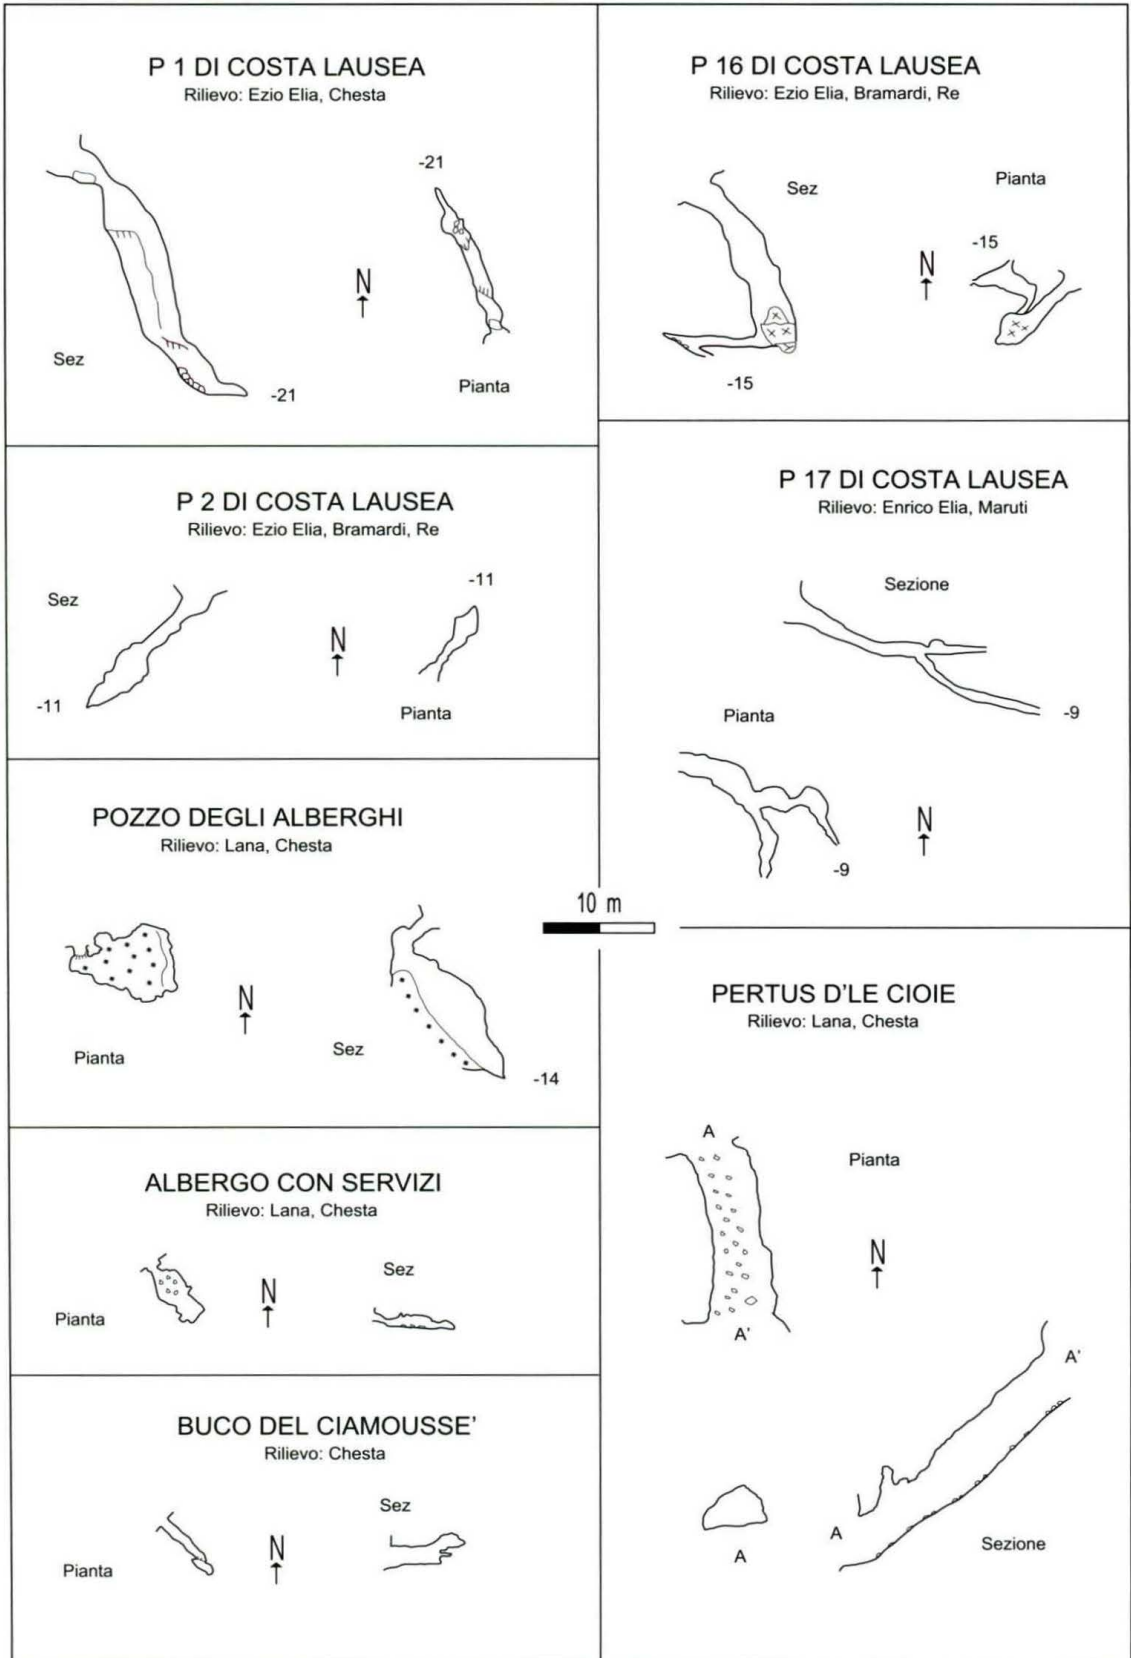 P 1 DI COSTA LAUSEA
Rilievo: Ezio Elia, Chesta
-21
N
Sez
-21
Pianta
P 2 DI COSTA LAUSEA
Rilievo: Ezio Elia, Bramardi, Re
-11
Sez
N
-11
Pianta
POZZO DEGLI ALBERGHI
Rilievo: Lana, Chesta
N
Pianta
Sez
-14
ALBERGO CON SERVIZI
Rilievo: Lana, Chesta
Sez
N
Pianta
BUCO DEL CIAMOUSSE'
Rilievo: Chesta
Sez
N
Pianta
P 16 DI COSTA LAUSEA
Rilievo: Ezio Elia, Bramardi, Re
Sez
Pianta
-15
N
-15
P 17 DI COSTA LAUSEA
Rilievo: Enrico Elia, Maruti
Sezione
-9
Pianta
N
-9
10 m
PERTUS D'LE CIOIE
Rilievo: Lana, Chesta
A
Pianta
N
A'
A'
A
A
Sezione